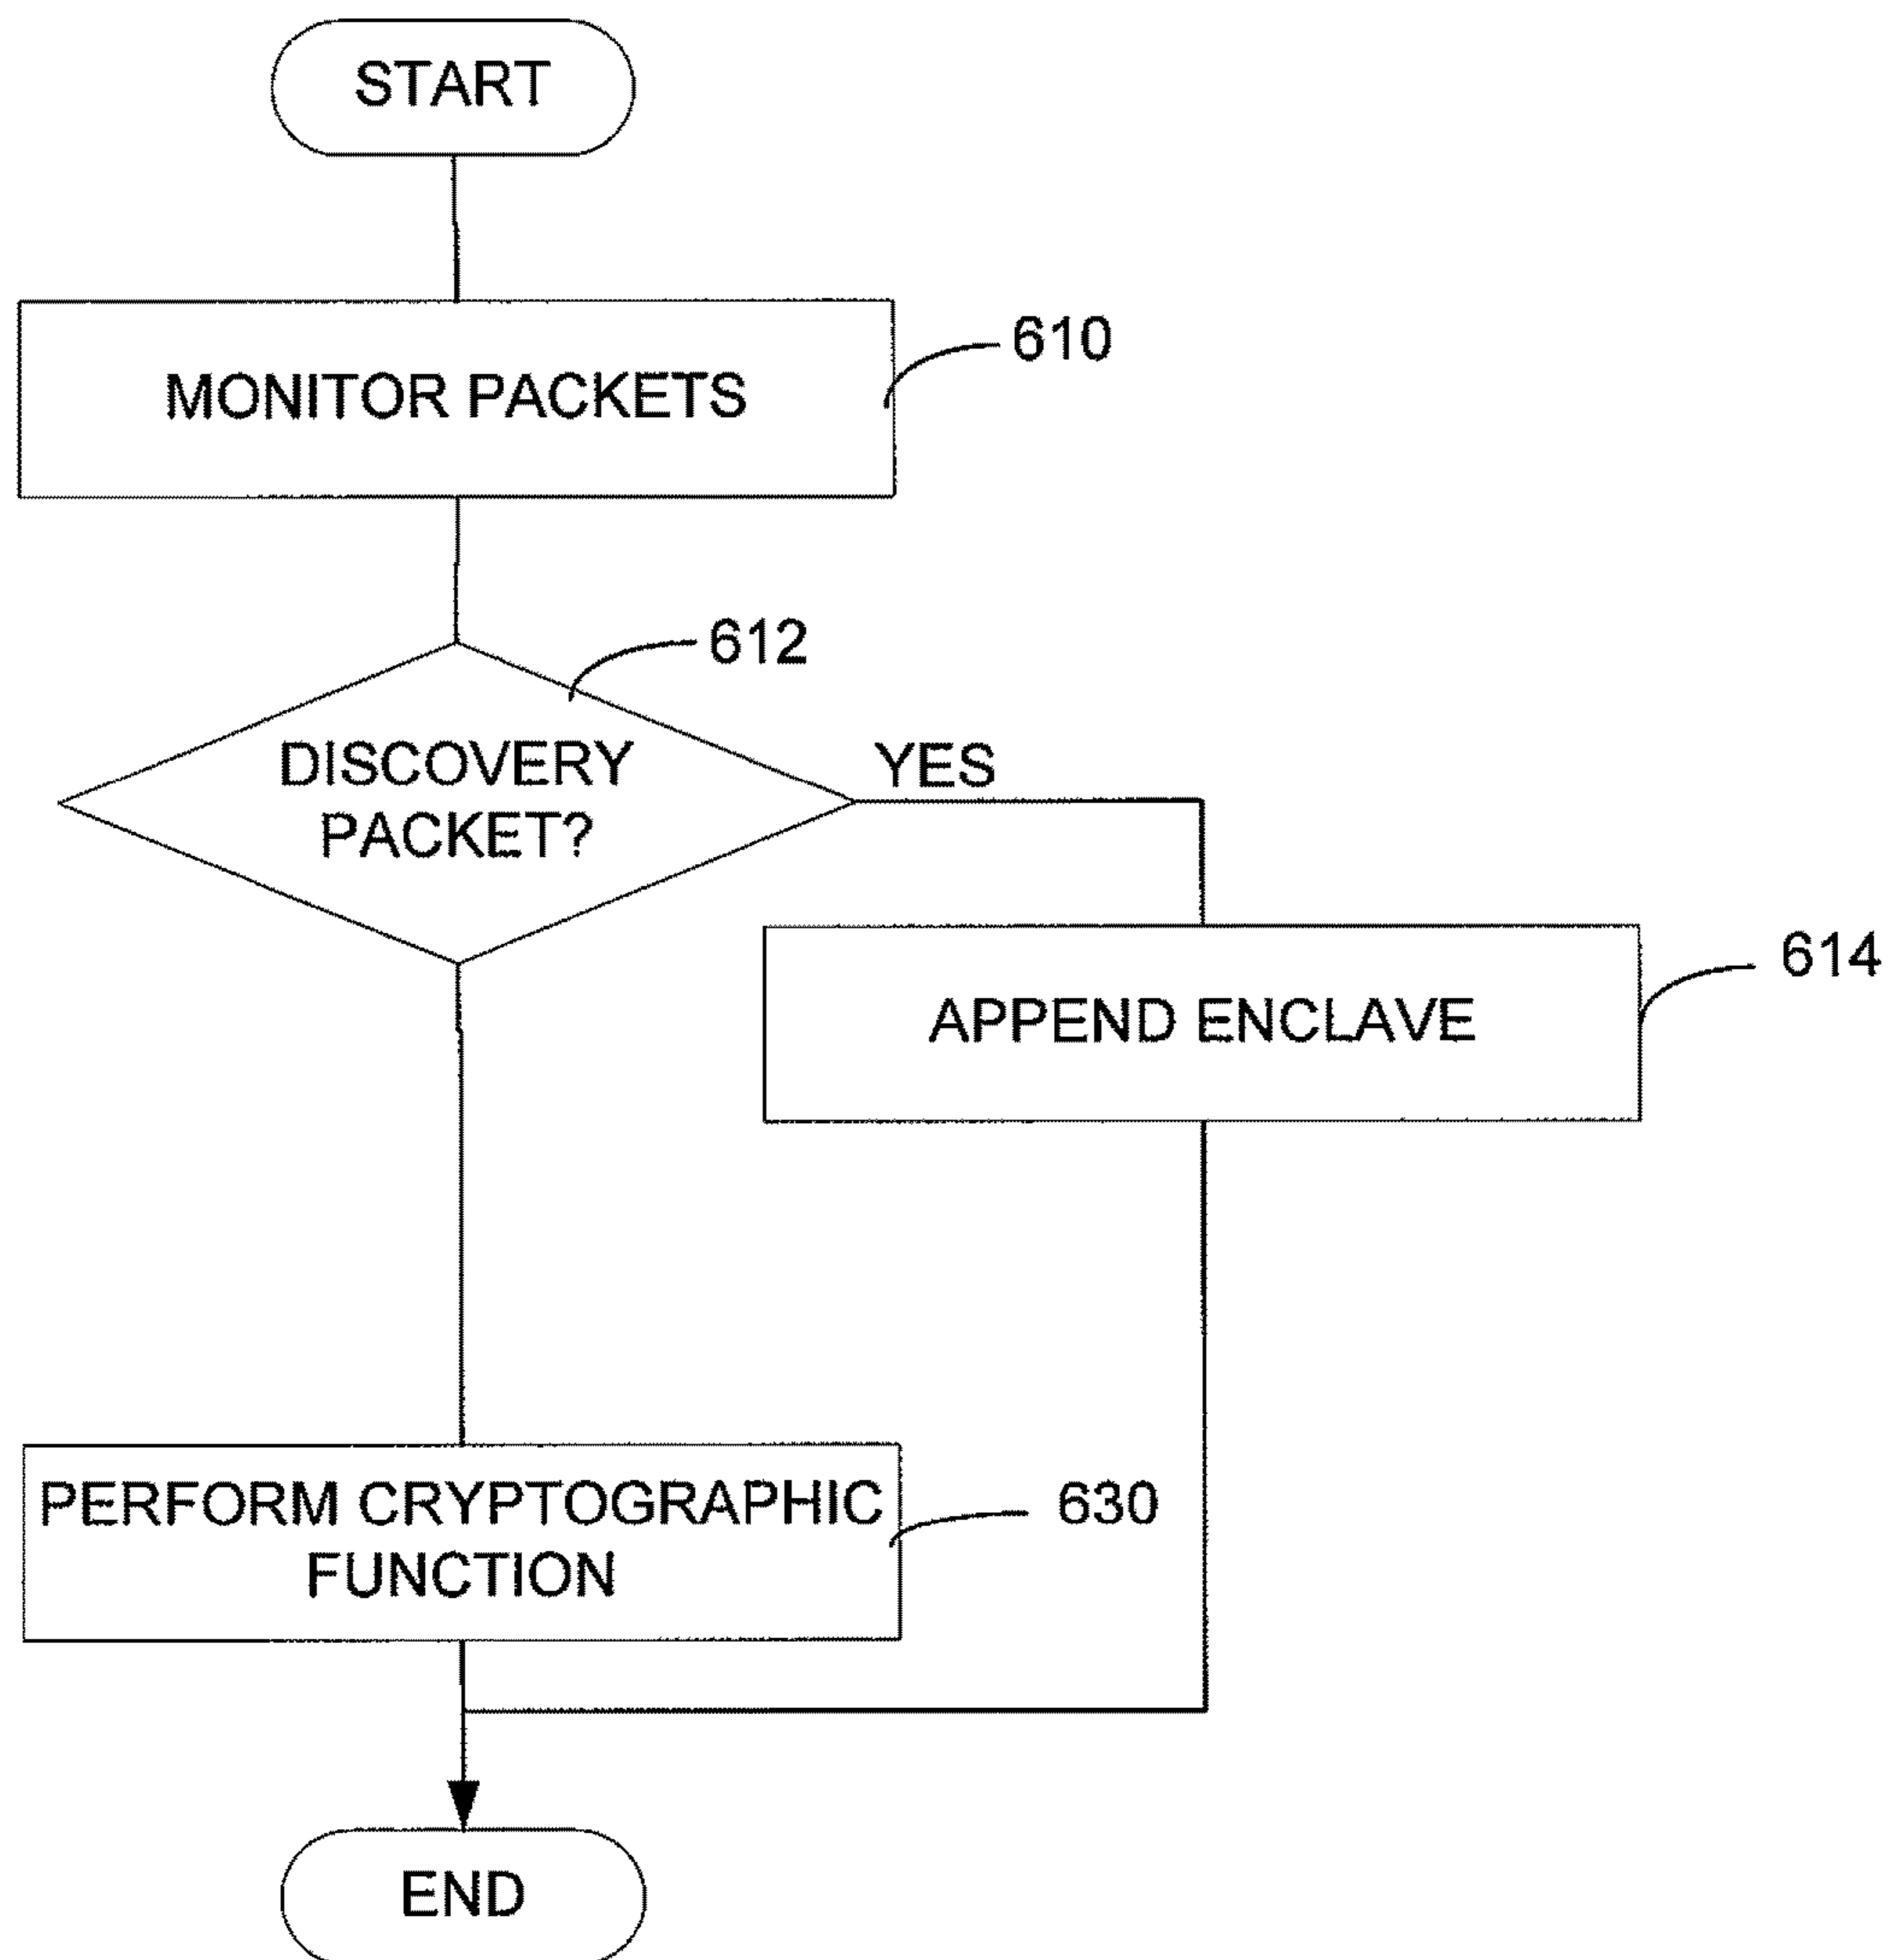 START
MONITOR PACKETS
610
612
DISCOVERY
PACKET?
YES
APPEND ENCLAVE
614
PERFORM CRYPTOGRAPHIC
FUNCTION
630
END